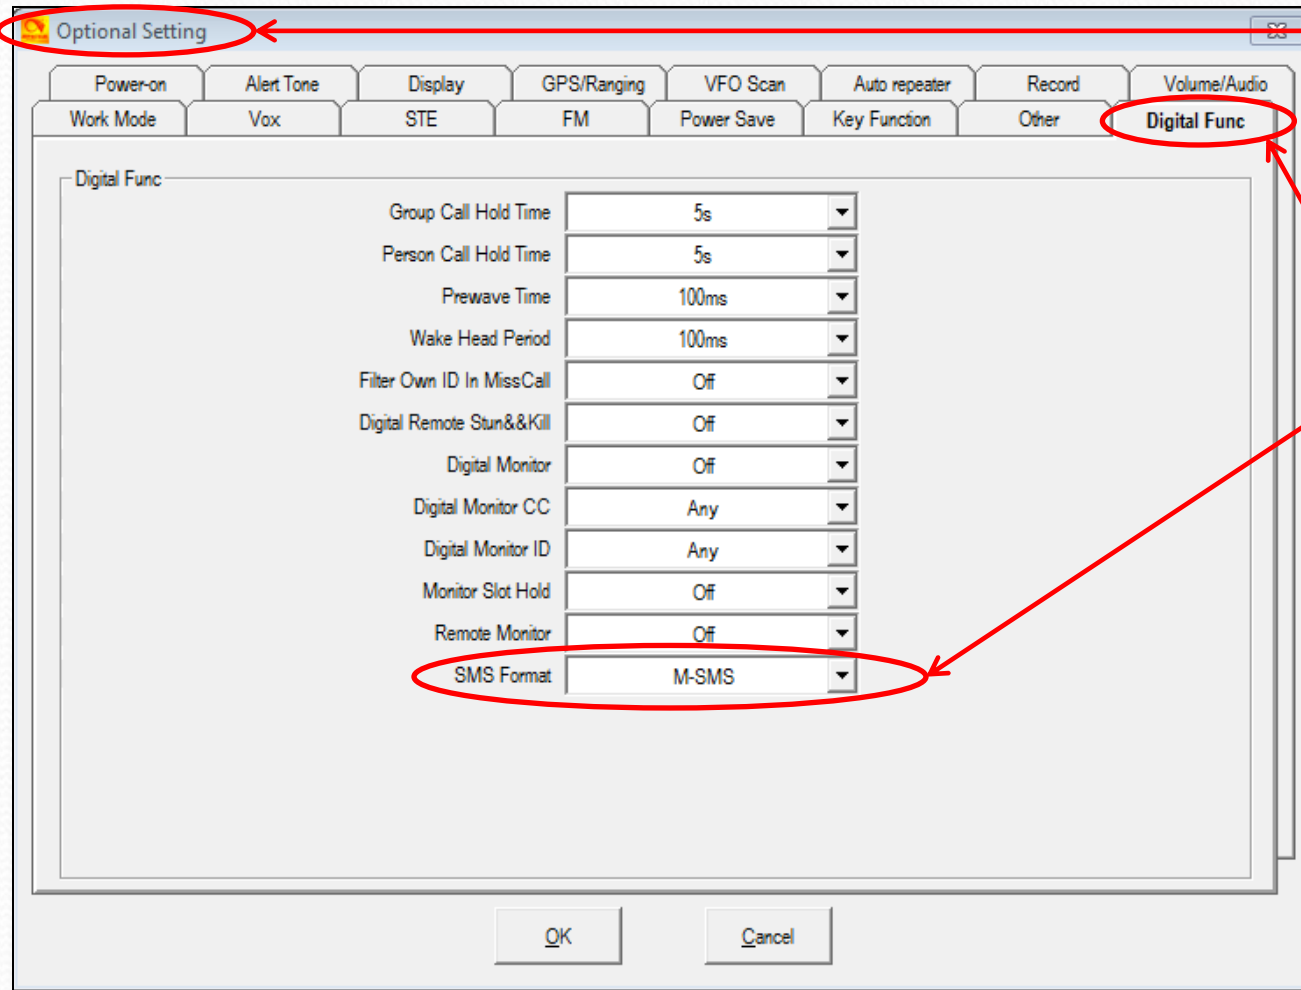 Optional Setting
Power-on Alert Tone Display GPS/Ranging VFO Scan Auto repeater Record Volume/Audio
Work Mode Vox STE FM Power Save Key Function Other Digital Func
Digital Func
Group Call Hold Time 5s
Person Call Hold Time 5s
Prewave Time 100ms
Wake Head Period 100ms
Filter Own ID In MissCall Off
Digital Remote Stun&&Kill Off
Digital Monitor Off
Digital Monitor CC Any
Digital Monitor ID Any
Monitor Slot Hold Off
Remote Monitor Off
SMS Format M-SMS
OK Cancel